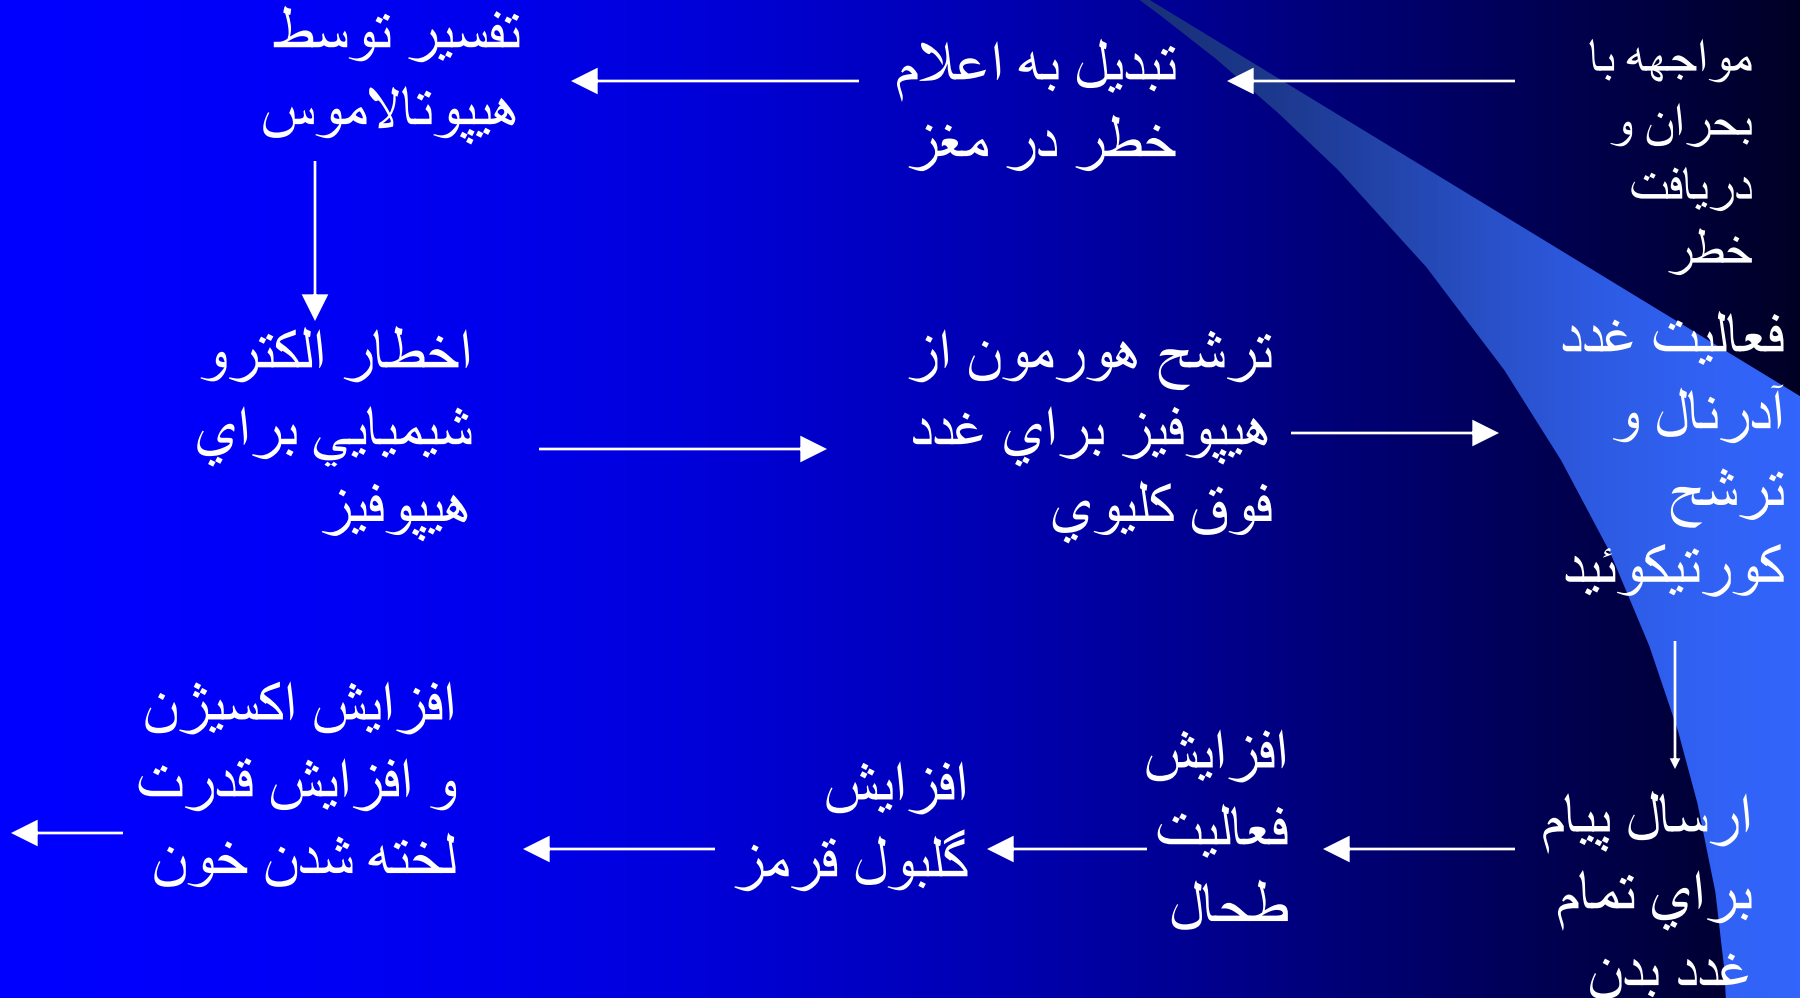 مواجهه با
بحران و
دريافت
خطر
تبديل به اعلام
خطر در مغز
تفسير توسط
هيپوتالاموس
اخطار الكترو
شيميايي براي
هيپوفيز
ترشح هورمون از
هيپوفيز براي غدد
فوق كليوي
فعاليت غدد
آدرنال و
ترشح
كورتيكوئيد
ارسال پيام
براي تمام
غدد بدن
افزايش
فعاليت
طحال
افزايش
گلبول قرمز
افزايش اكسيژن
و افزايش قدرت
لخته شدن خون